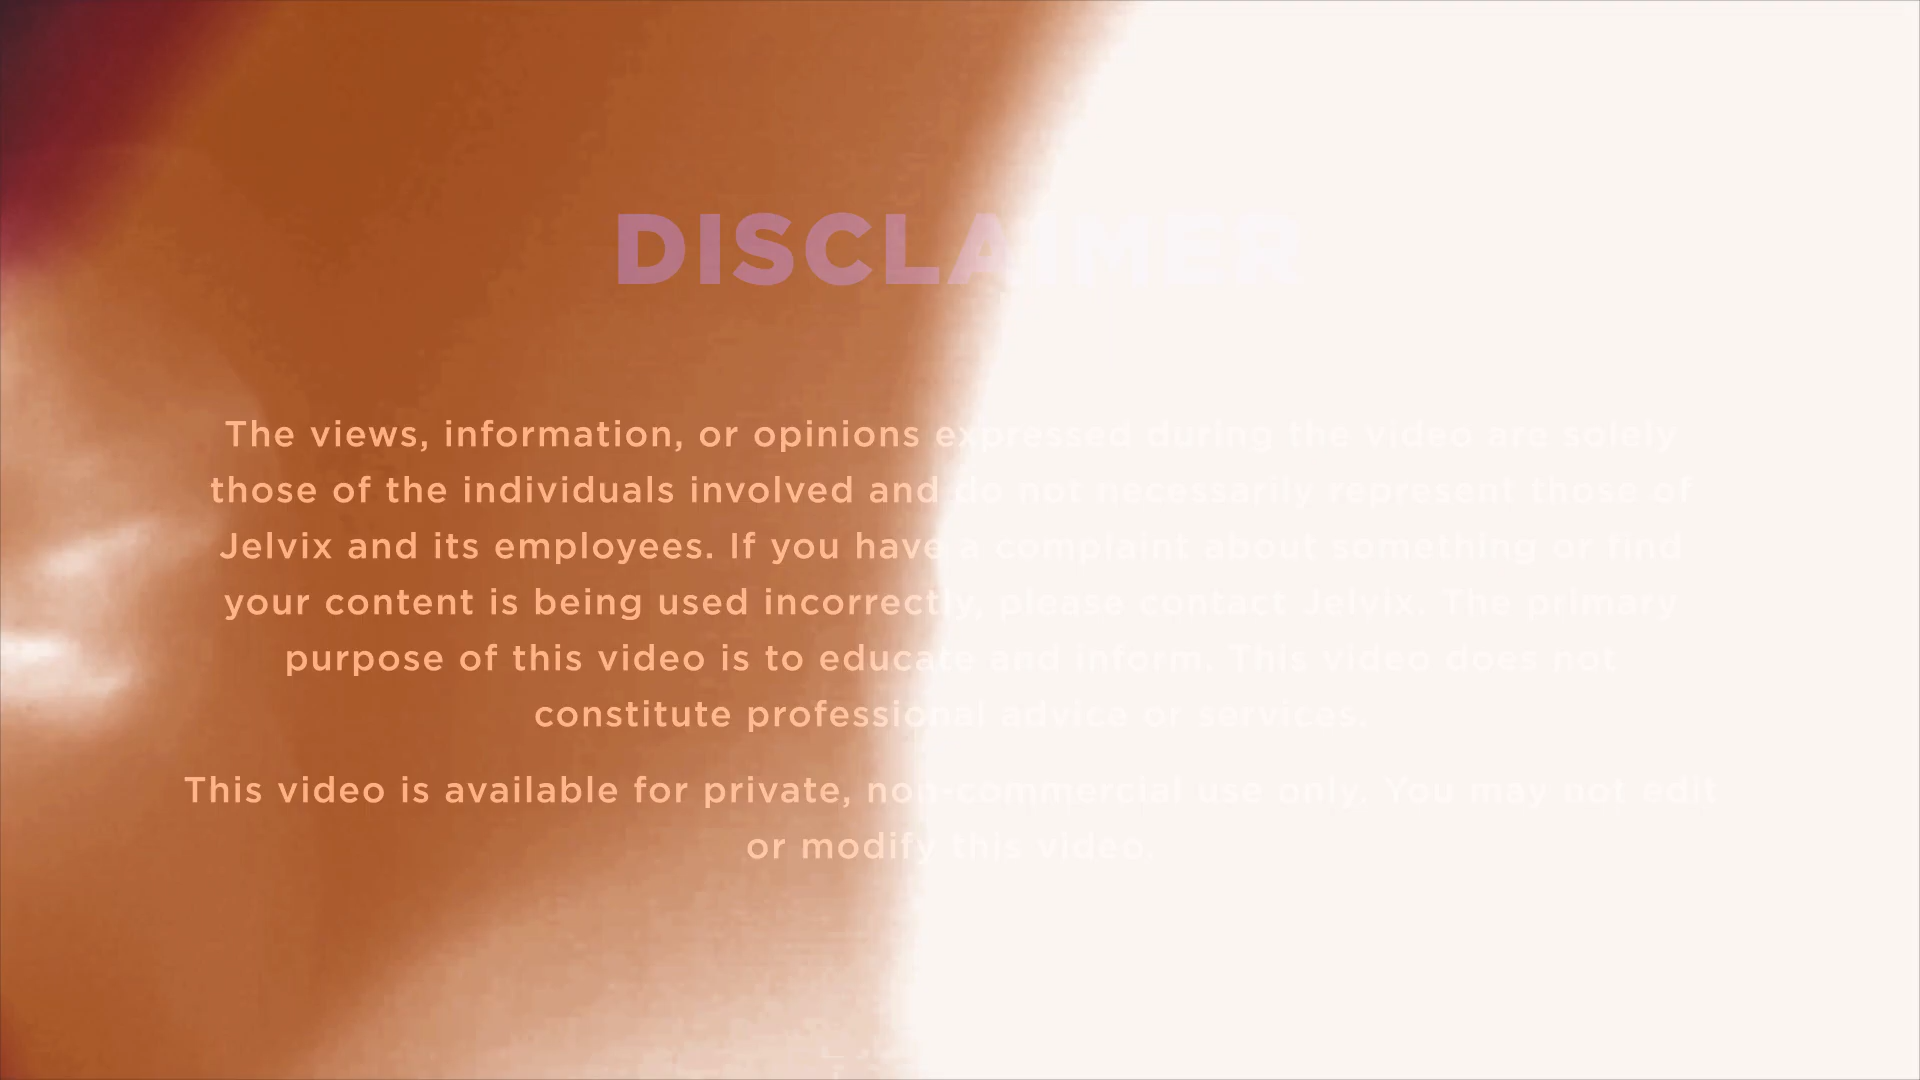 DISCLAIMER
The views, information, or opinions expressed during the video are solely
those of the individuals involved and do not necessarily represent those of
Jelvix and its employees. If you have a complaint about something or find
your content is being used incorrectly, please contact Jelvix. The primary
purpose of this video is to educate and inform. This video does not
constitute professional advice or services.
This video is available for private, non-commercial use only. You may not edit
or modify this video.